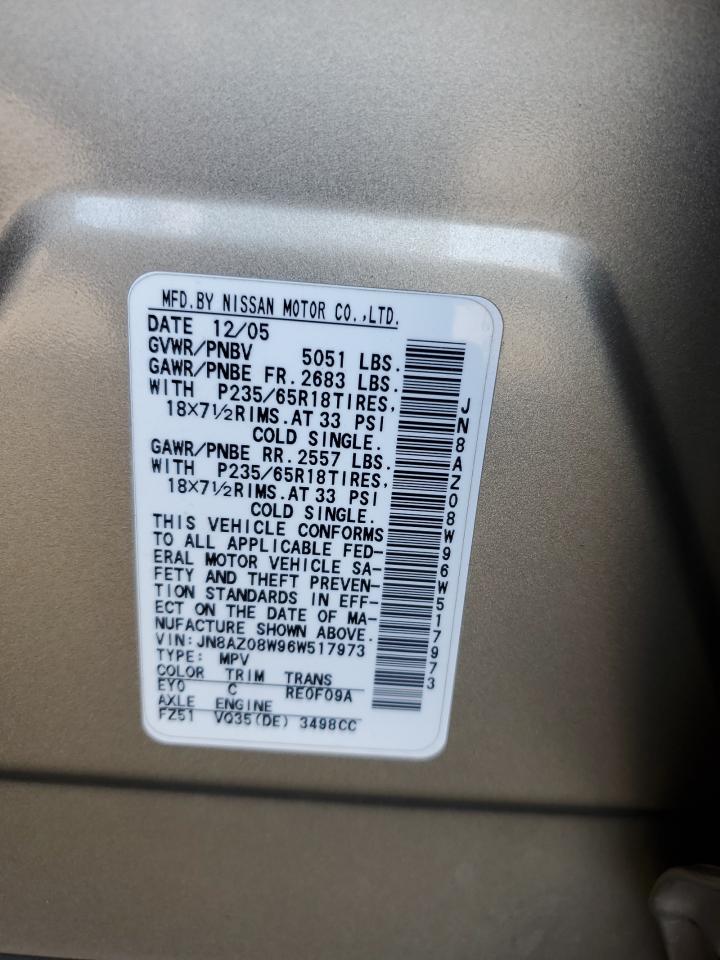 MFD.BY NISSAN MOTOR CO.,LTD.
DATE 12/05
GVWR/PNBV 5051 LBS.
GAWR/PNBE FR.2683 LBS.
WITH P235/65R18TIRES,
18×7½RIMS.AT 33 PSI
COLD SINGLE.
GAWR/PNBE RR.2557 LBS.
WITH P235/65R18TIRES,
18×7½RIMS.AT 33 PSI
COLD SINGLE.
THIS VEHICLE CONFORMS
TO ALL APPLICABLE FED-
ERAL MOTOR VEHICLE SA-
FETY AND THEFT PREVEN-
TION STANDARDS IN EFF-
ECT ON THE DATE OF MA-
NUFACTURE SHOWN ABOVE.
VIN:JN8AZ08W96W517973
TYPE: MPV
COLOR TRIM TRANS
EY0 C RE0F09A
AXLE ENGINE
FZ51 VQ35(DE) 3498CC
JN8AZ08W96W517973